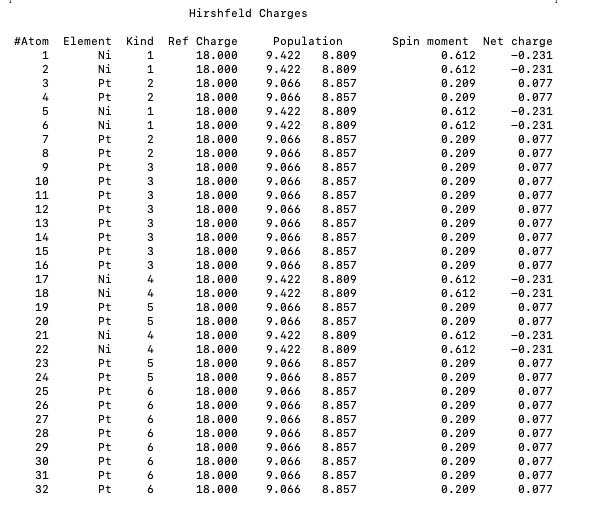 Hirshfeld Charges
#Atom Element Kind Ref Charge Population Spin moment Net charge
1 Ni 1 18.000 9.422 8.809 0.612 −0.231
2 Ni 1 18.000 9.422 8.809 0.612 −0.231
3 Pt 2 18.000 9.066 8.857 0.209 0.077
4 Pt 2 18.000 9.066 8.857 0.209 0.077
5 Ni 1 18.000 9.422 8.809 0.612 −0.231
6 Ni 1 18.000 9.422 8.809 0.612 −0.231
7 Pt 2 18.000 9.066 8.857 0.209 0.077
8 Pt 2 18.000 9.066 8.857 0.209 0.077
9 Pt 3 18.000 9.066 8.857 0.209 0.077
10 Pt 3 18.000 9.066 8.857 0.209 0.077
11 Pt 3 18.000 9.066 8.857 0.209 0.077
12 Pt 3 18.000 9.066 8.857 0.209 0.077
13 Pt 3 18.000 9.066 8.857 0.209 0.077
14 Pt 3 18.000 9.066 8.857 0.209 0.077
15 Pt 3 18.000 9.066 8.857 0.209 0.077
16 Pt 3 18.000 9.066 8.857 0.209 0.077
17 Ni 4 18.000 9.422 8.809 0.612 −0.231
18 Ni 4 18.000 9.422 8.809 0.612 −0.231
19 Pt 5 18.000 9.066 8.857 0.209 0.077
20 Pt 5 18.000 9.066 8.857 0.209 0.077
21 Ni 4 18.000 9.422 8.809 0.612 −0.231
22 Ni 4 18.000 9.422 8.809 0.612 −0.231
23 Pt 5 18.000 9.066 8.857 0.209 0.077
24 Pt 5 18.000 9.066 8.857 0.209 0.077
25 Pt 6 18.000 9.066 8.857 0.209 0.077
26 Pt 6 18.000 9.066 8.857 0.209 0.077
27 Pt 6 18.000 9.066 8.857 0.209 0.077
28 Pt 6 18.000 9.066 8.857 0.209 0.077
29 Pt 6 18.000 9.066 8.857 0.209 0.077
30 Pt 6 18.000 9.066 8.857 0.209 0.077
31 Pt 6 18.000 9.066 8.857 0.209 0.077
32 Pt 6 18.000 9.066 8.857 0.209 0.077